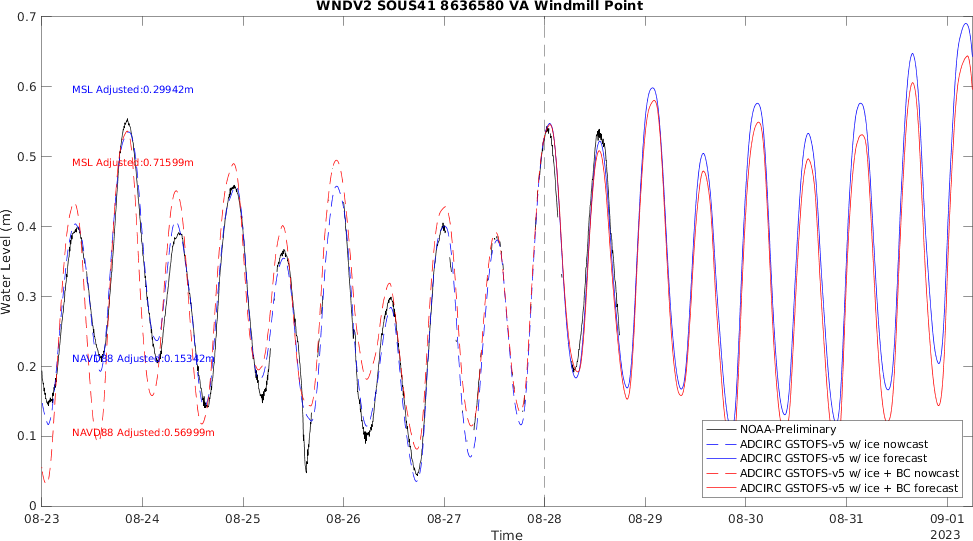 WNDV2 SOUS41 8636580 VA Windmill Point
0.7
0.6
0.5
0.4
0.3
0.2
0.1
0
Water Level (m)
MSL Adjusted:0.29942m
MSL Adjusted:0.71599m
NAVD88 Adjusted:0.15342m
NAVD88 Adjusted:0.56999m
NOAA-Preliminary
ADCIRC GSTOFS-v5 w/ ice nowcast
ADCIRC GSTOFS-v5 w/ ice forecast
ADCIRC GSTOFS-v5 w/ ice + BC nowcast
ADCIRC GSTOFS-v5 w/ ice + BC forecast
08-23 08-24 08-25 08-26 08-27 08-28 08-29 08-30 08-31 09-01
2023
Time